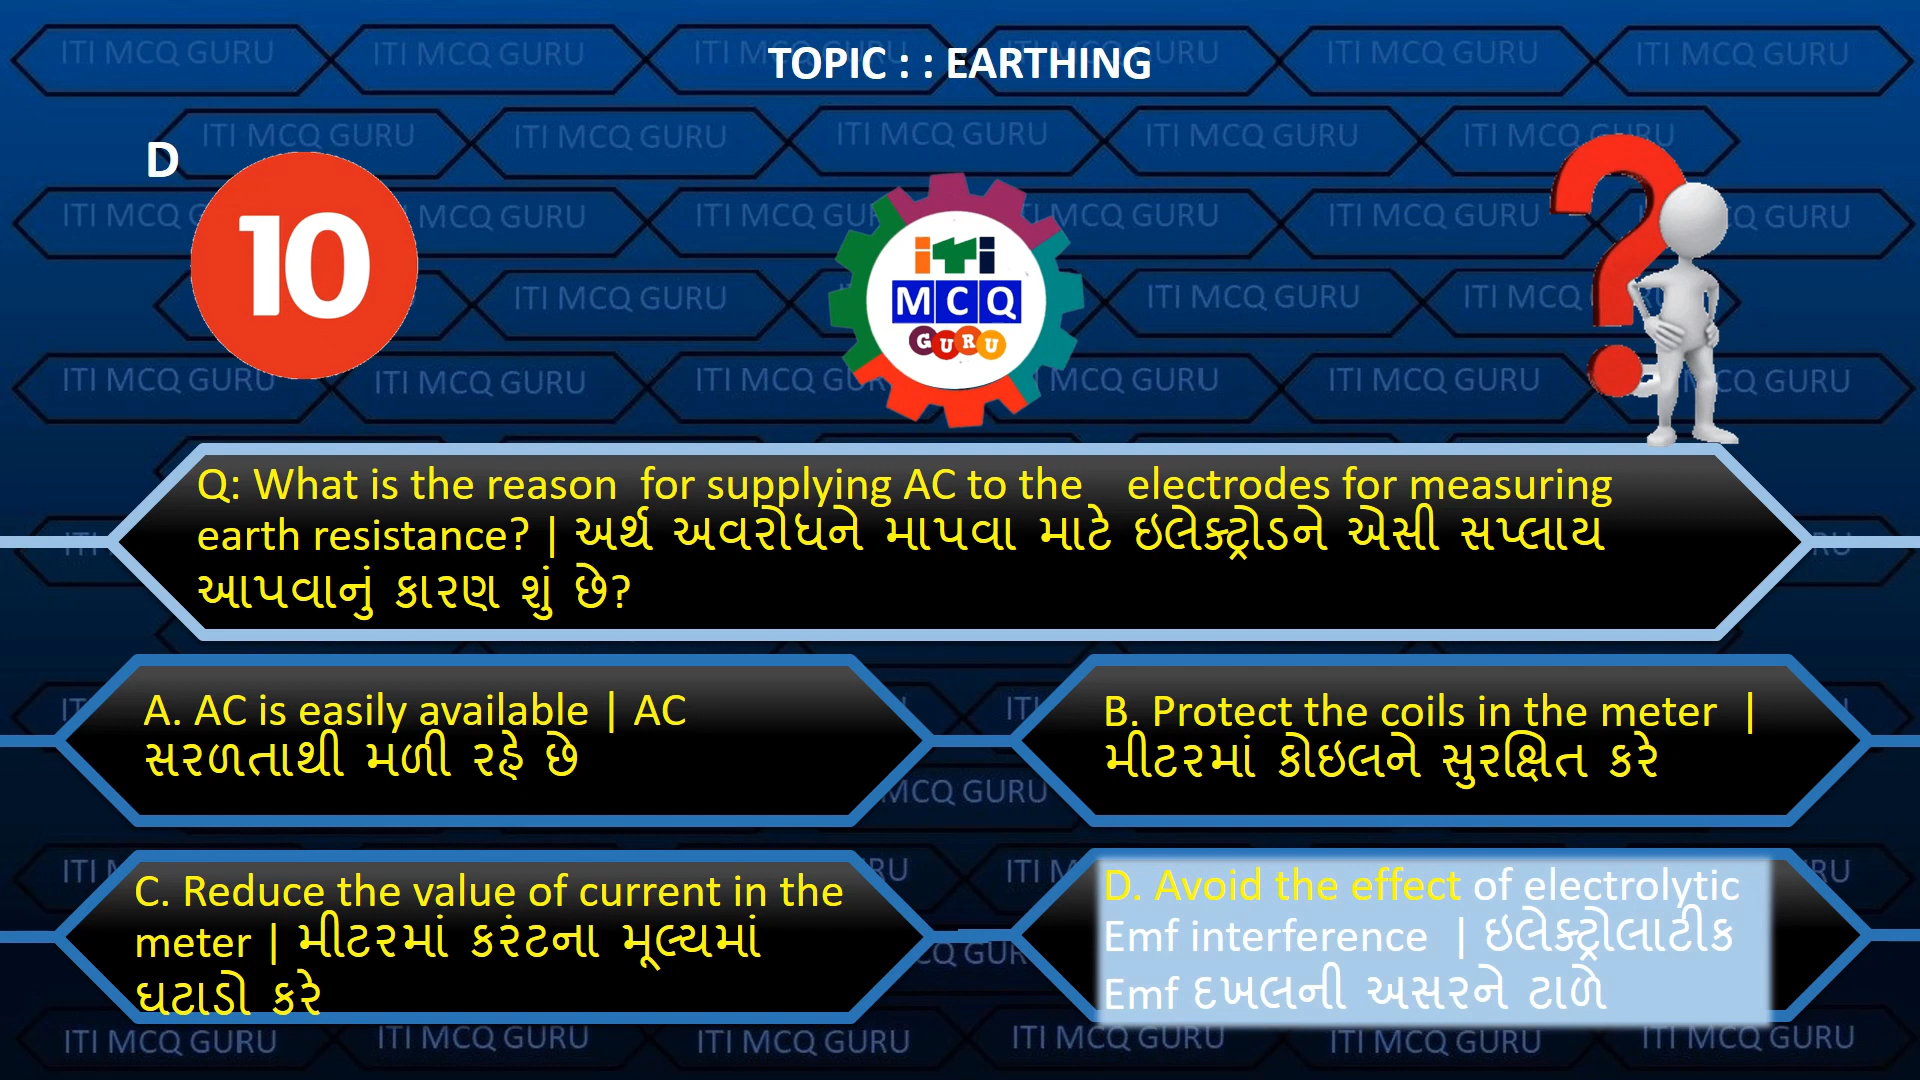 TOPIC : : EARTHING
D
10
iTi
MCQ
GURU
Q: What is the reason for supplying AC to the electrodes for measuring
earth resistance? | અર્થ અવરોધને માપવા માટે ઇલેક્ટ્રોડને એસી સપ્લાય
આપવાનું કારણ શું છે?
A. AC is easily available | AC
સરળતાથી મળી રહે છે
B. Protect the coils in the meter |
મીટરમાં કોઇલને સુરક્ષિત કરે
C. Reduce the value of current in the
meter | મીટરમાં કરંટના મૂલ્યમાં
ઘટાડો કરે
D. Avoid the effect of electrolytic
Emf interference | ઇલેક્ટ્રોલાટીક
Emf દખલની અસરને ટાળે